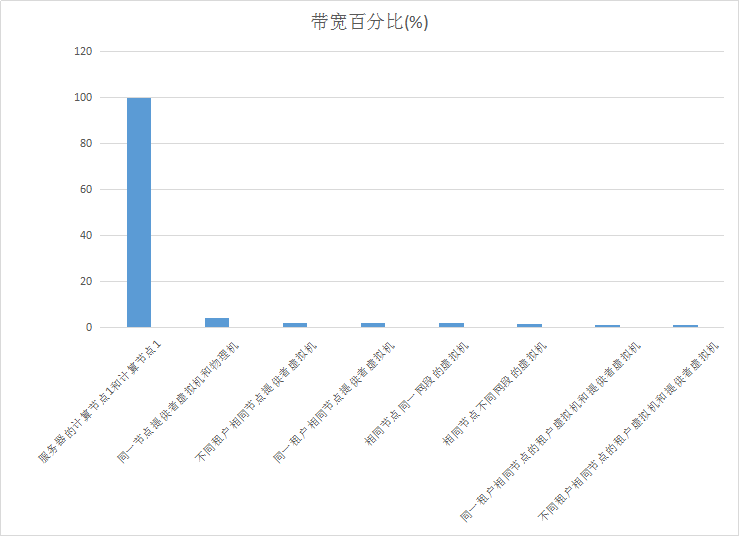 带宽百分比(%)
120
100
80
60
40
20
0
服务器的计算节点1和计算节点1
同一节点提供者虚拟机和物理机
不同租户相同节点提供者虚拟机
同一租户相同节点提供者虚拟机
相同节点同一网段的虚拟机
相同节点不同网段的虚拟机
同一租户相同节点的租户虚拟机和提供者虚拟机
不同租户相同节点的租户虚拟机和提供者虚拟机